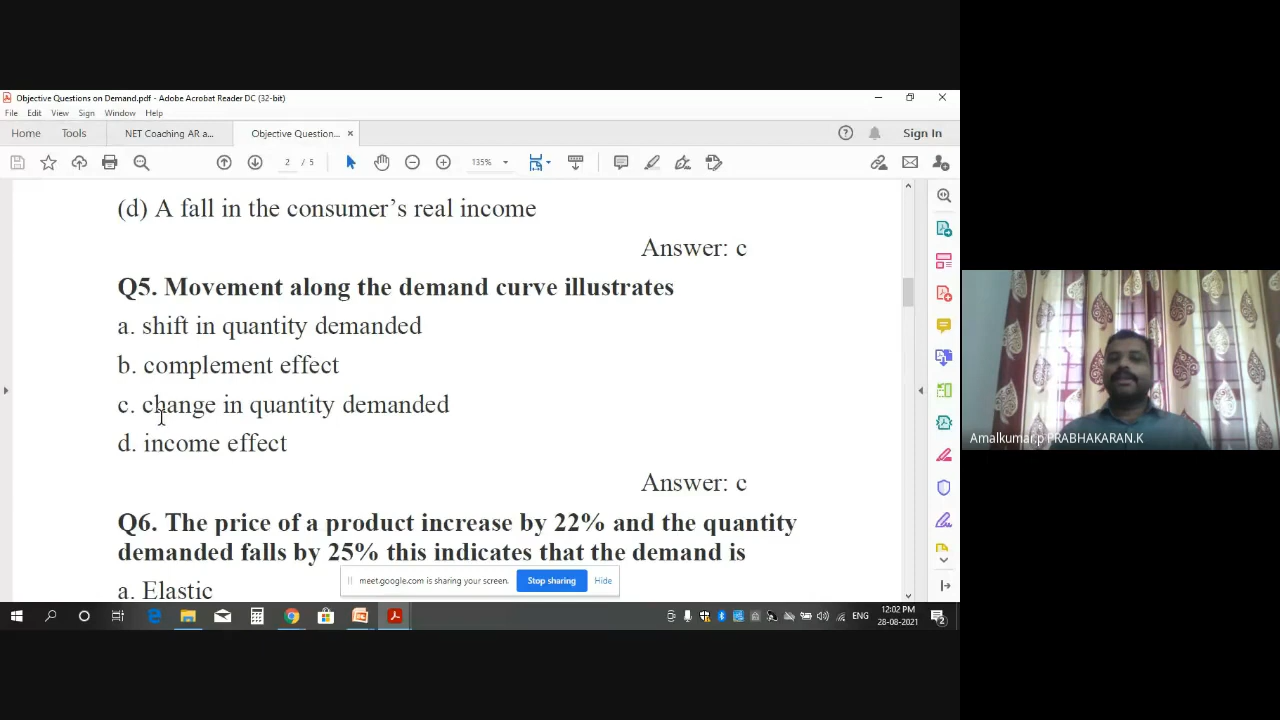 Objective Questions on Demand.pdf - Adobe Acrobat Reader DC (32-bit)
File Edit View Sign Window Help
Home Tools NET Coaching AR a... Objective Question... × Sign In
2 / 5 135%
(d) A fall in the consumer’s real income
Answer: c
Q5. Movement along the demand curve illustrates
a. shift in quantity demanded
b. complement effect
c. change in quantity demanded
d. income effect
Answer: c
Q6. The price of a product increase by 22% and the quantity
demanded falls by 25% this indicates that the demand is
a. Elastic
meet.google.com is sharing your screen. Stop sharing Hide
Amalkumar.p PRABHAKARAN.K
ENG 12:02 PM
28-08-2021 2